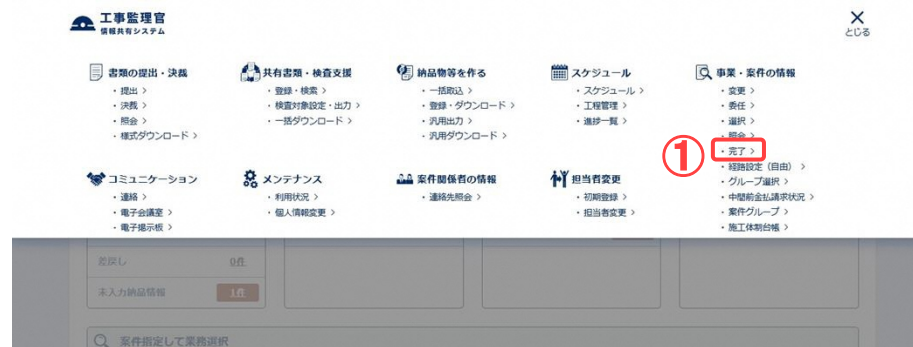 工事監理官
情報共有システム
とじる
書類の提出・決裁
・提出 >
・決裁 >
・照会 >
・様式ダウンロード >
共有書類・検査支援
・登録・検索 >
・検査対象設定・出力 >
・一括ダウンロード >
納品物等を作る
・一括取込 >
・登録・ダウンロード >
・汎用出力 >
・汎用ダウンロード >
スケジュール
・スケジュール >
・工程管理 >
・進捗一覧 >
事業・案件の情報
・変更 >
・委任 >
・選択 >
・照会 >
・完了 >
・経路設定（自由） >
・グループ選択 >
・中間前金払請求状況 >
・案件グループ >
・施工体制台帳 >
①
コミュニケーション
・連絡 >
・電子会議室 >
・電子掲示板 >
メンテナンス
・利用状況 >
・個人情報変更 >
案件関係者の情報
・連絡先照会 >
担当者変更
・初期登録 >
・担当者変更 >
差戻し 0件
未入力納品情報 1件
案件指定して業務選択